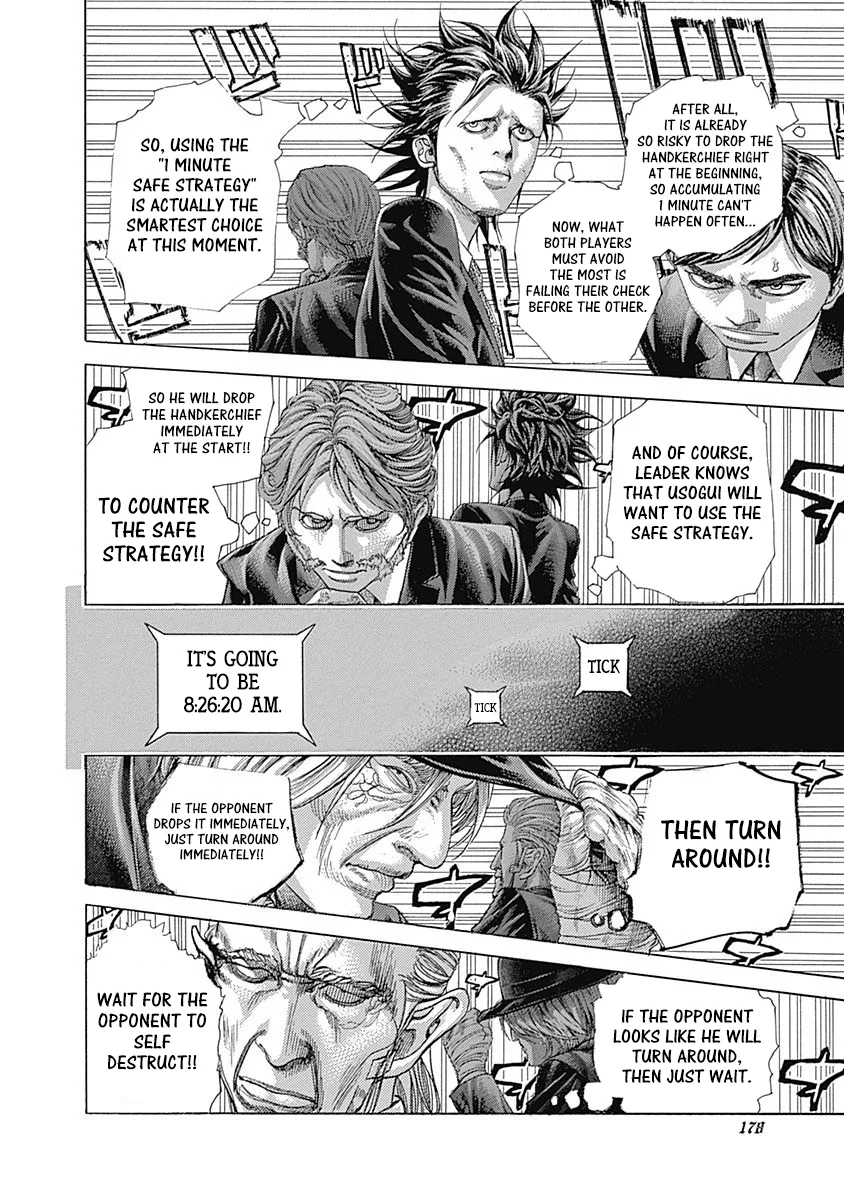 AFTER ALL,
IT IS ALREADY
SO RISKY TO DROP THE
HANDKERCHIEF RIGHT
AT THE BEGINNING,
SO ACCUMULATING
1 MINUTE CAN'T
HAPPEN OFTEN...
NOW, WHAT
BOTH PLAYERS
MUST AVOID
THE MOST IS
FAILING THEIR CHECK
BEFORE THE OTHER.
SO, USING THE
"1 MINUTE
SAFE STRATEGY"
IS ACTUALLY THE
SMARTEST CHOICE
AT THIS MOMENT.
AND OF COURSE,
LEADER KNOWS
THAT USOGUI WILL
WANT TO USE THE
SAFE STRATEGY.
SO HE WILL DROP
THE HANDKERCHIEF
IMMEDIATELY
AT THE START!!
TO COUNTER
THE SAFE
STRATEGY!!
TICK
TICK
IT'S GOING
TO BE
8:26:20 AM.
THEN TURN
AROUND!!
IF THE OPPONENT
DROPS IT IMMEDIATELY,
JUST TURN AROUND
IMMEDIATELY!!
IF THE OPPONENT
LOOKS LIKE HE WILL
TURN AROUND,
THEN JUST WAIT.
WAIT FOR THE
OPPONENT TO
SELF
DESTRUCT!!